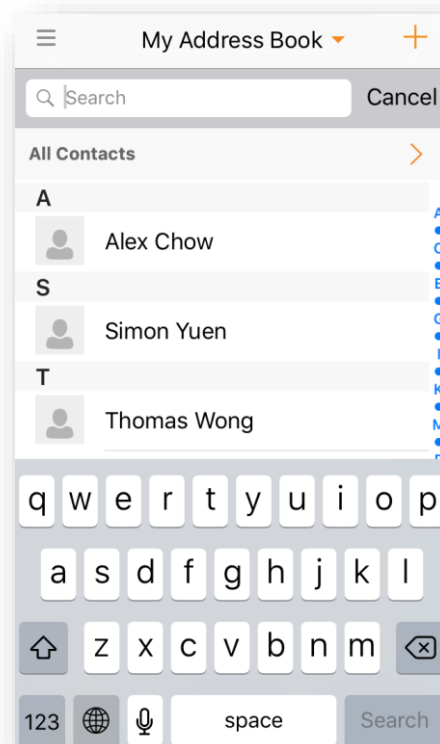 My Address Book
Search
Cancel
All Contacts
A
Alex Chow
S
Simon Yuen
T
Thomas Wong
A
C
E
G
I
K
M
q w e r t y u i o p
a s d f g h j k l
z x c v b n m
123 space Search